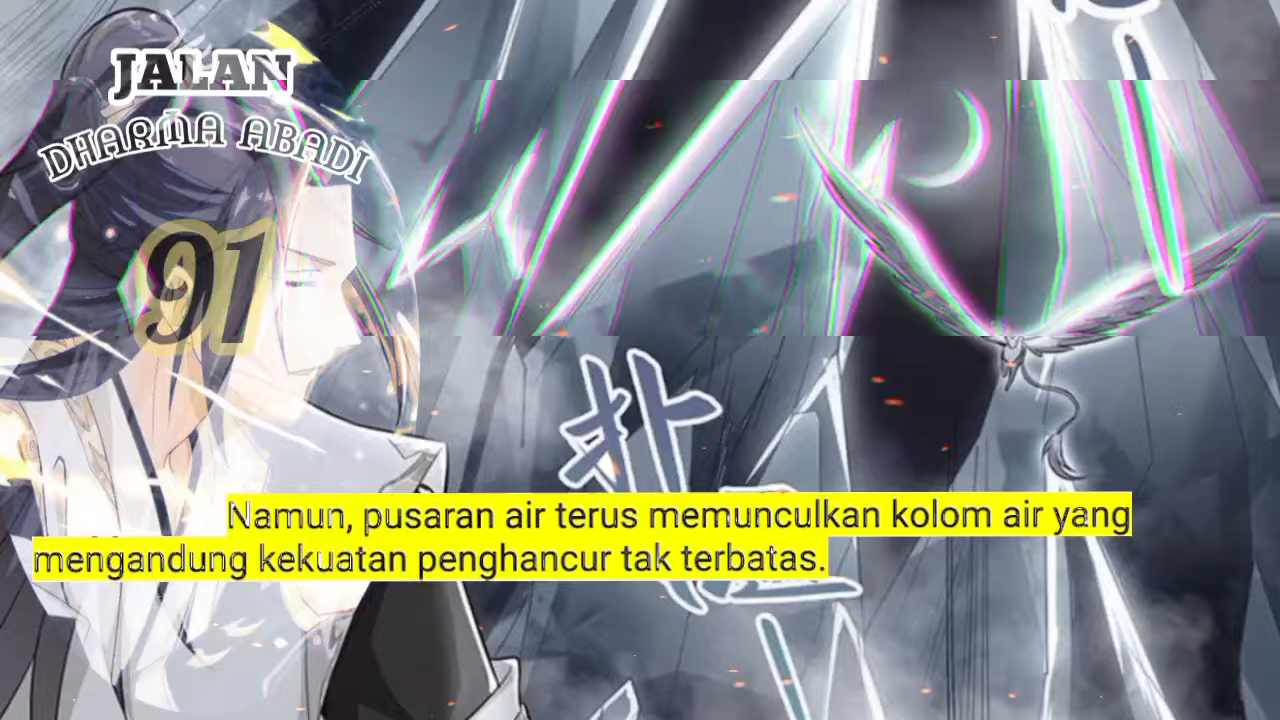 JALAN
DHARMA ABADI
91
Namun, pusaran air terus memunculkan kolom air yang
mengandung kekuatan penghancur tak terbatas.